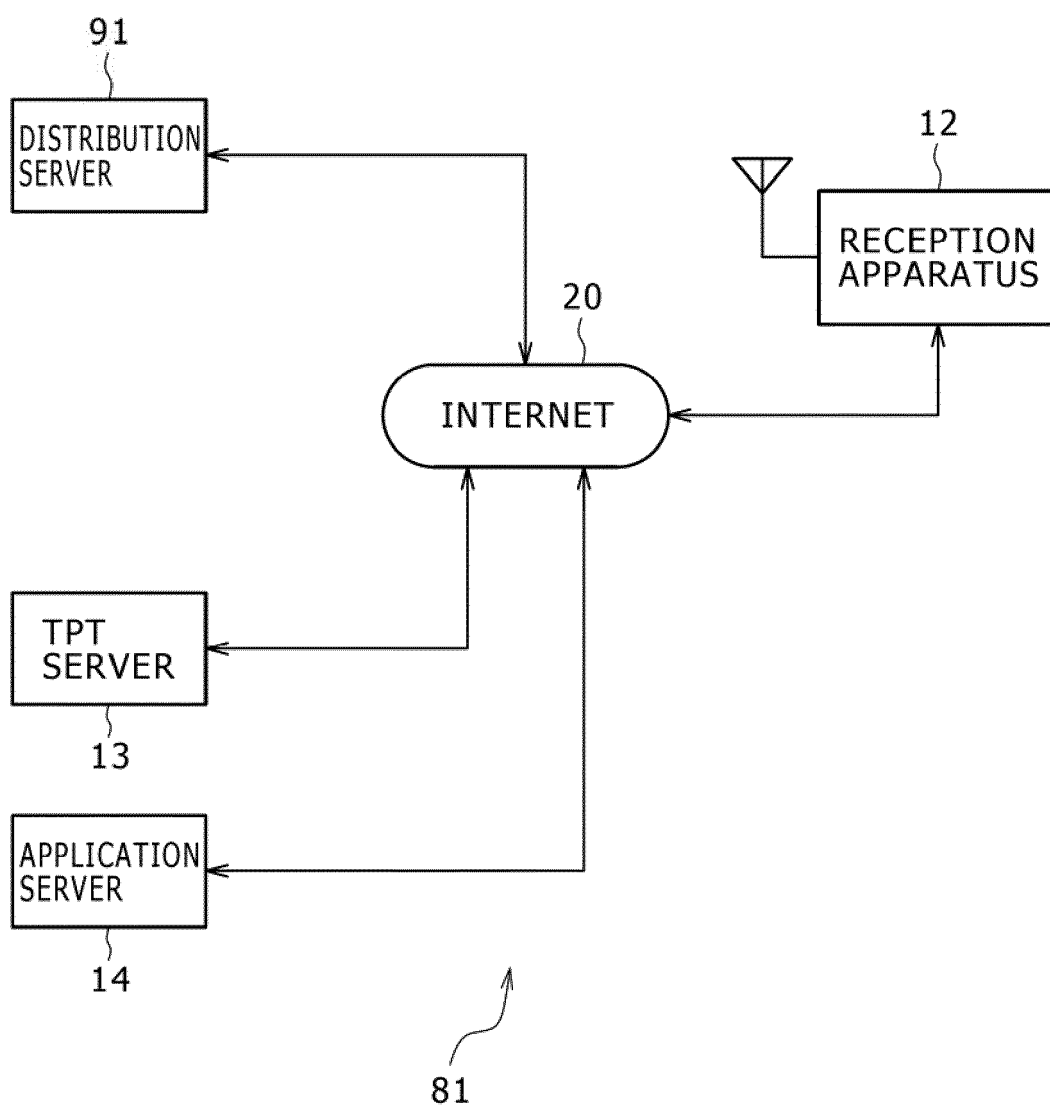 91
DISTRIBUTION
SERVER
12
RECEPTION
APPARATUS
20
INTERNET
TPT
SERVER
13
APPLICATION
SERVER
14
81